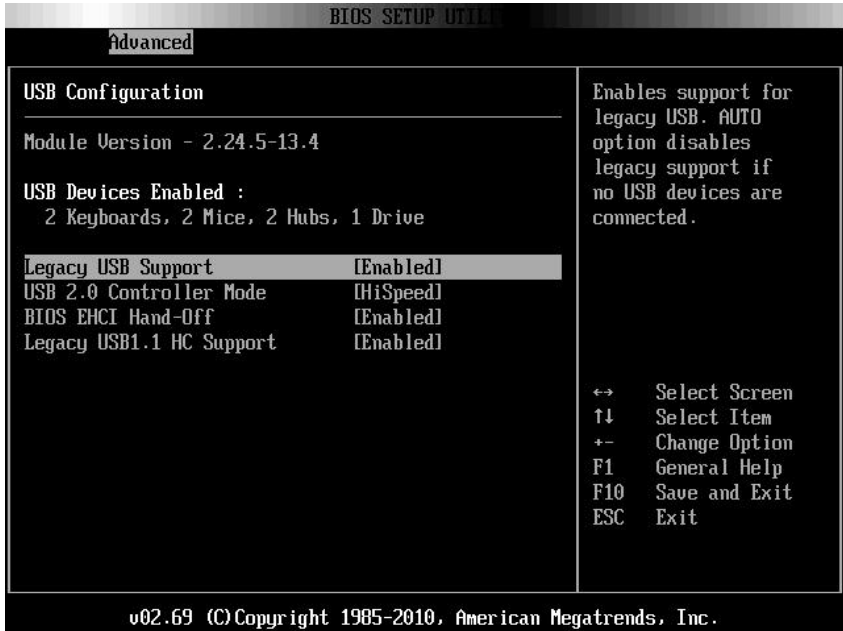 BIOS SETUP UTIL
Advanced
USB Configuration
Module Version - 2.24.5-13.4
USB Devices Enabled :
2 Keyboards, 2 Mice, 2 Hubs, 1 Drive
Legacy USB Support [Enabled]
USB 2.0 Controller Mode [HiSpeed]
BIOS EHCI Hand-Off [Enabled]
Legacy USB1.1 HC Support [Enabled]
Enables support for
legacy USB. AUTO
option disables
legacy support if
no USB devices are
connected.
←→ Select Screen
↑↓ Select Item
+- Change Option
F1 General Help
F10 Save and Exit
ESC Exit
v02.69 (C)Copyright 1985-2010, American Megatrends, Inc.